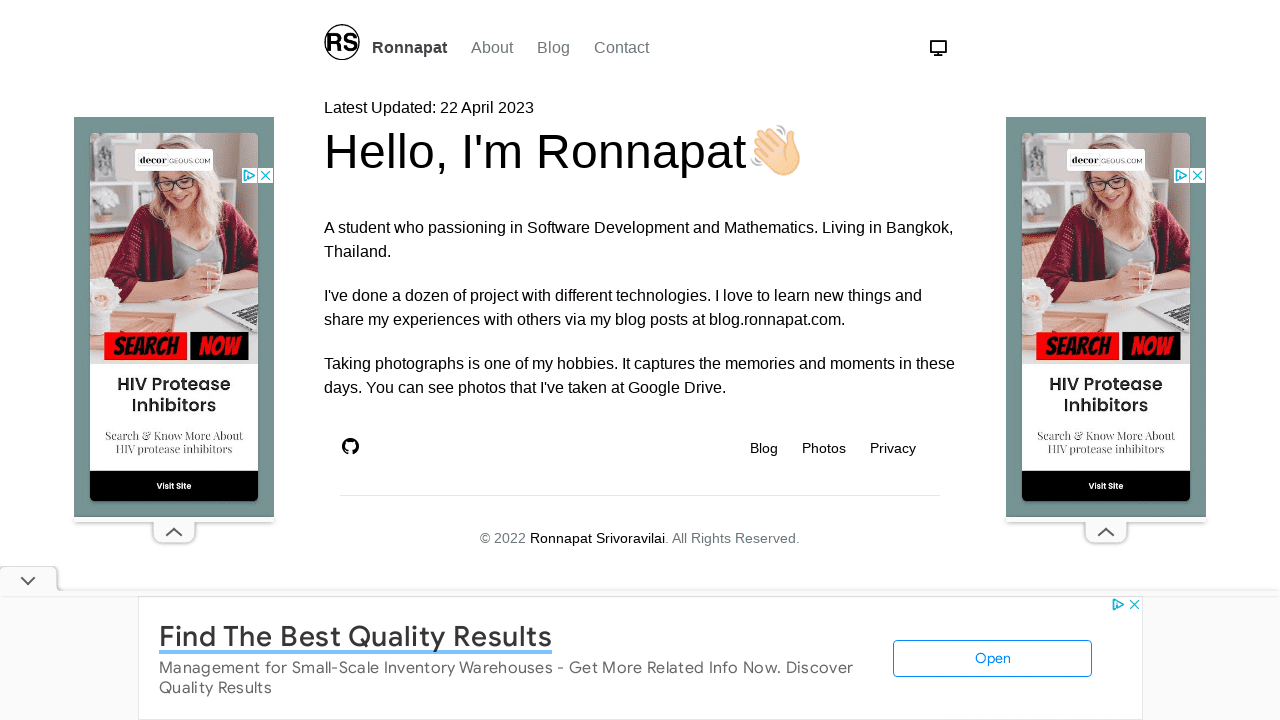 RS
Ronnapat
About
Blog
Contact
Latest Updated: 22 April 2023
Hello, I'm Ronnapat👋🏼
A student who passioning in Software Development and Mathematics. Living in Bangkok,
Thailand.
I've done a dozen of project with different technologies. I love to learn new things and
share my experiences with others via my blog posts at blog.ronnapat.com.
Taking photographs is one of my hobbies. It captures the memories and moments in these
days. You can see photos that I've taken at Google Drive.
Blog
Photos
Privacy
© 2022 Ronnapat Srivoravilai. All Rights Reserved.
decorgeous.com
SEARCH NOW
HIV Protease
Inhibitors
Search & Know More About
HIV protease inhibitors
Visit Site
decorgeous.com
SEARCH NOW
HIV Protease
Inhibitors
Search & Know More About
HIV protease inhibitors
Visit Site
Find The Best Quality Results
Management for Small-Scale Inventory Warehouses - Get More Related Info Now. Discover
Quality Results
Open